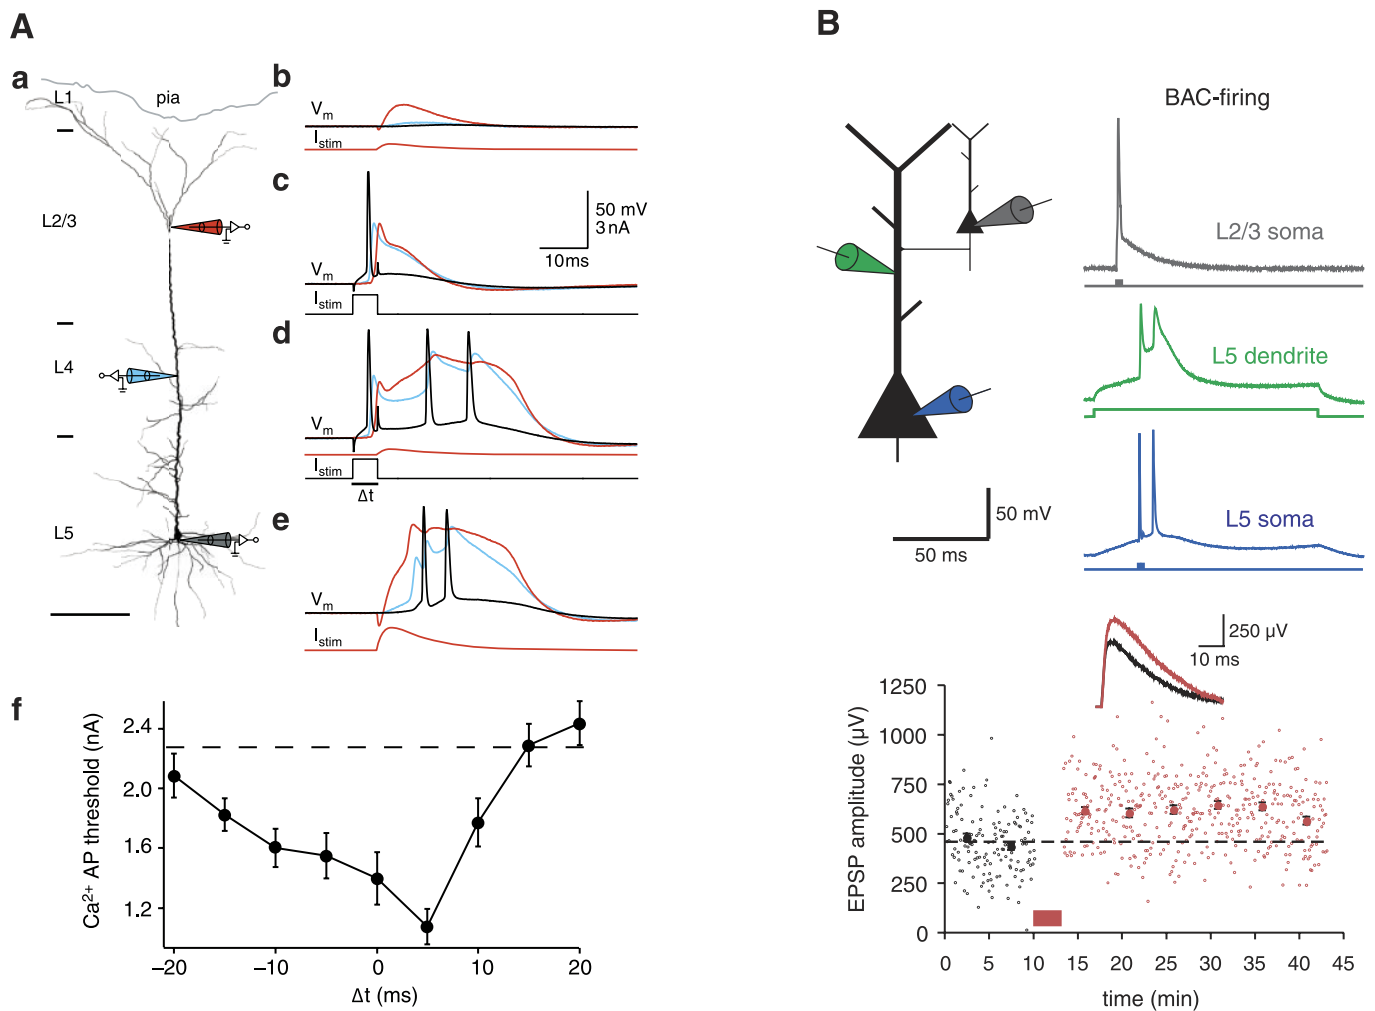 A
a
L1
pia
L2/3
L4
L5
b
Vm
Istim
c
50 mV
3 nA
10 ms
Vm
Istim
d
Vm
Istim
Δt
e
Vm
Istim
f
Ca2+ AP threshold (nA)
2.4
2.0
1.6
1.2
−20
−10
0
10
20
Δt (ms)
B
BAC-firing
L2/3 soma
L5 dendrite
L5 soma
50 mV
50 ms
250 μV
10 ms
EPSP amplitude (μV)
1250
1000
750
500
250
0
0 5 10 15 20 25 30 35 40 45
time (min)